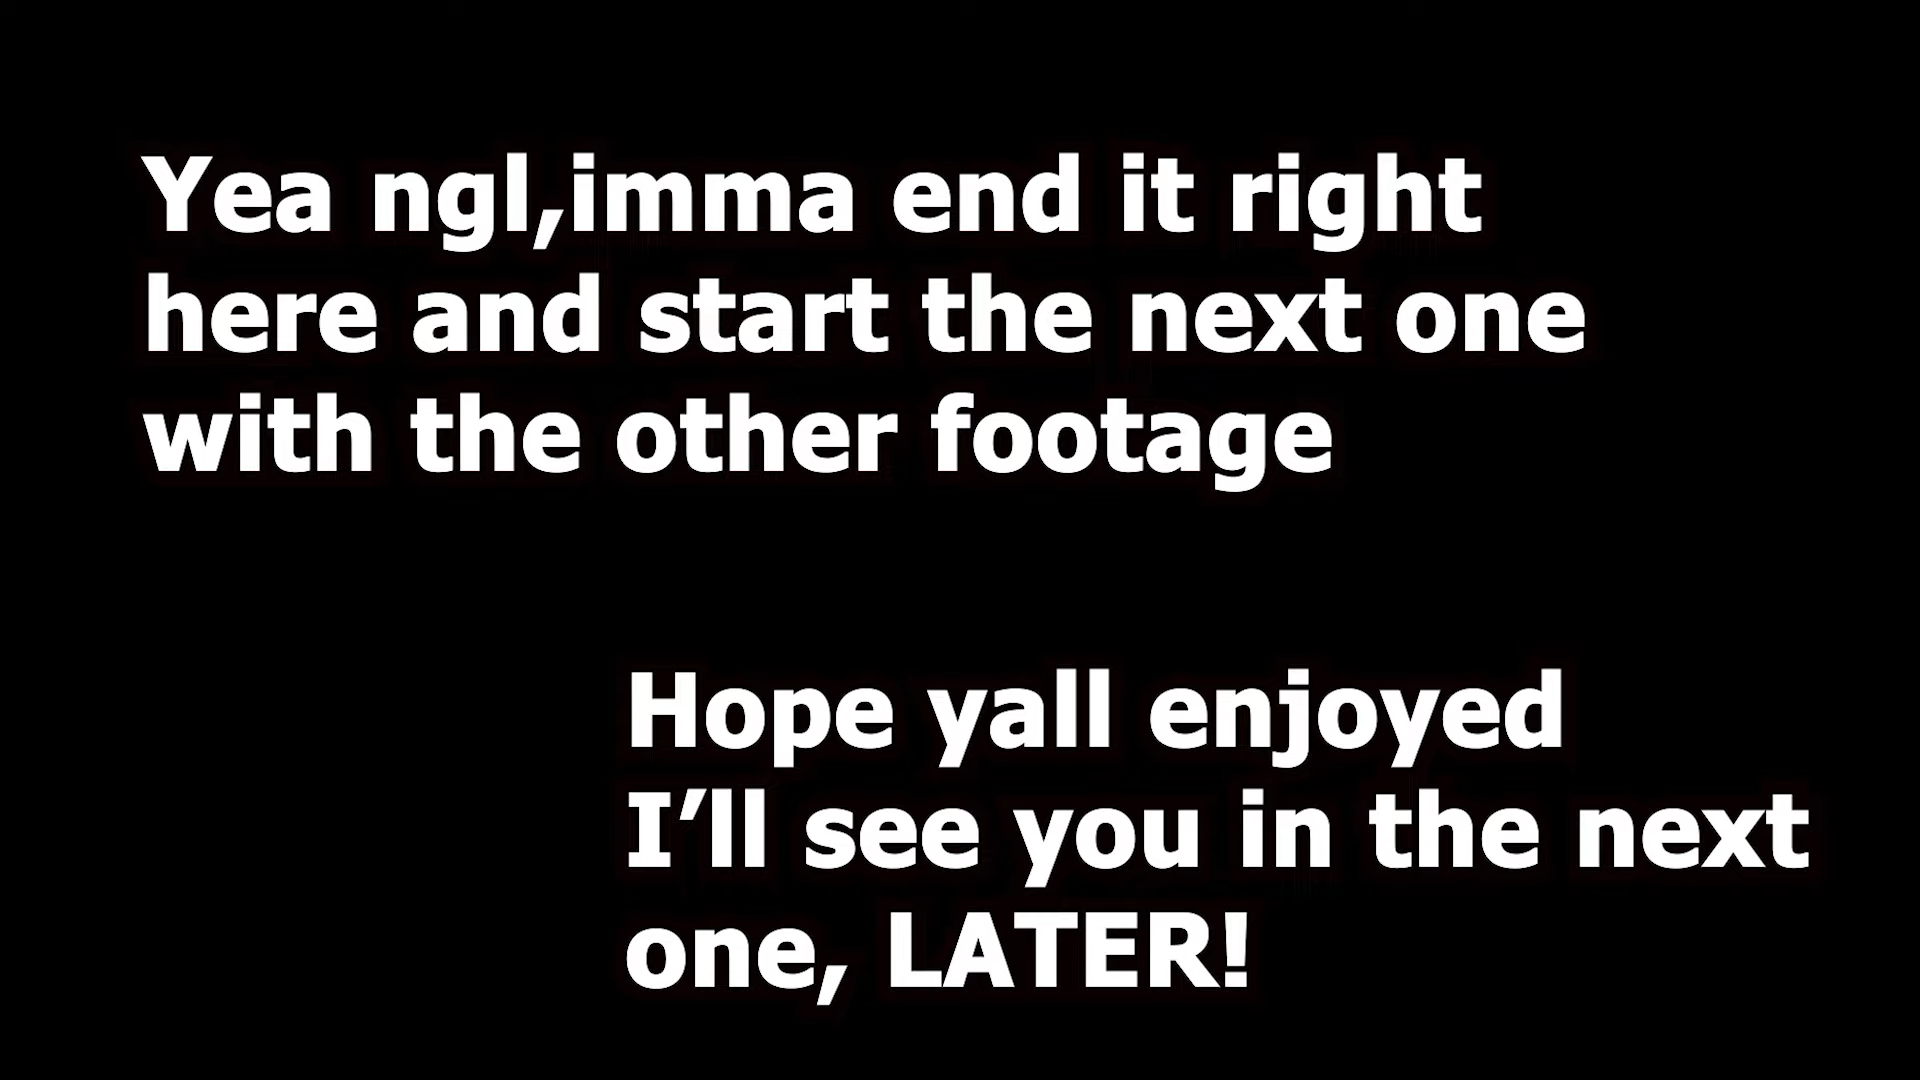 Yea ngl,imma end it right
here and start the next one
with the other footage
Hope yall enjoyed
I’ll see you in the next
one, LATER!